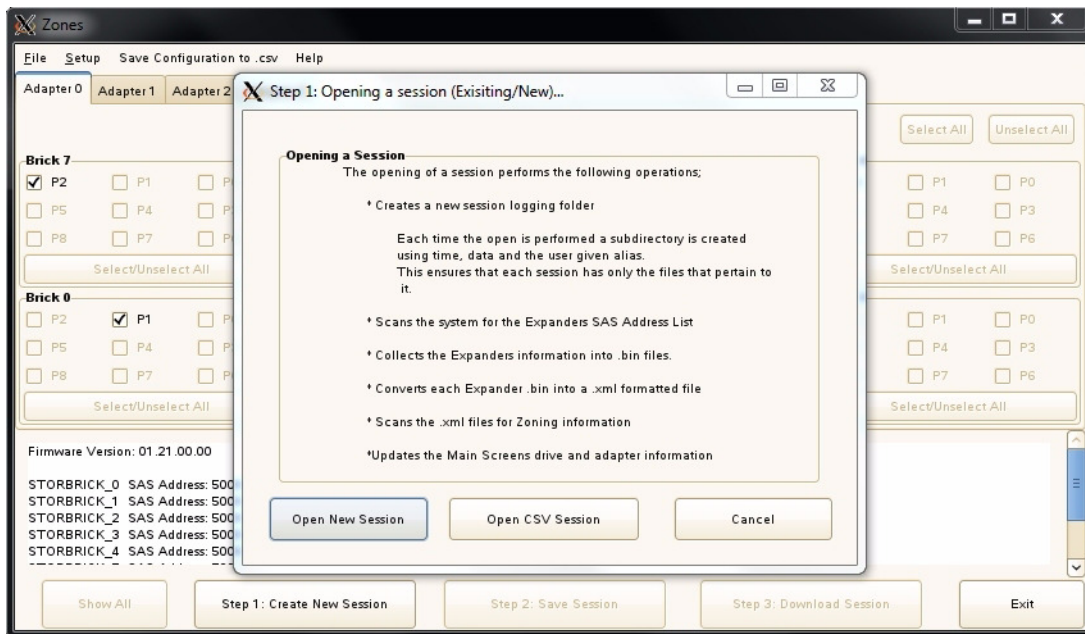 Zones
File Setup Save Configuration to .csv Help
Adapter 0 Adapter 1 Adapter 2
Step 1: Opening a session (Exisiting/New)...
Select All Unselect All
Opening a Session
The opening of a session performs the following operations;
* Creates a new session logging folder
Each time the open is performed a subdirectory is created
using time, data and the user given alias.
This ensures that each session has only the files that pertain to
it.
* Scans the system for the Expanders SAS Address List
* Collects the Expanders information into .bin files.
* Converts each Expander .bin into a .xml formatted file
* Scans the .xml files for Zoning information
*Updates the Main Screens drive and adapter information
Open New Session Open CSV Session Cancel
Brick 7
P2 P1 P1 P0
P5 P4 P4 P3
P8 P7 P7 P6
Select/Unselect All Select/Unselect All
Brick 0
P2 P1 P1 P0
P5 P4 P4 P3
P8 P7 P7 P6
Select/Unselect All Select/Unselect All
Firmware Version: 01.21.00.00
STORBRICK_0 SAS Address: 500
STORBRICK_1 SAS Address: 500
STORBRICK_2 SAS Address: 500
STORBRICK_3 SAS Address: 500
STORBRICK_4 SAS Address: 500
Show All Step 1: Create New Session Step 2: Save Session Step 3: Download Session Exit